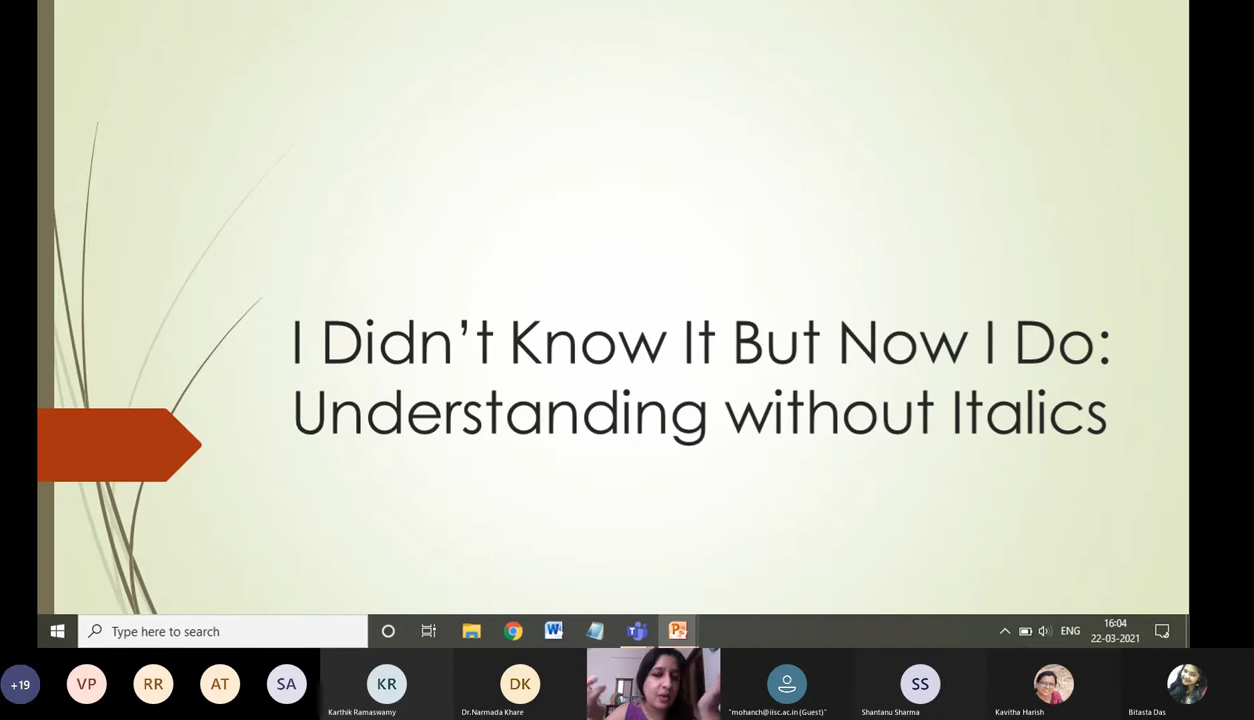 I Didn’t Know It But Now I Do:
Understanding without Italics
Type here to search
ENG
16:04
22-03-2021
+19
VP
RR
AT
SA
KR
Karthik Ramaswamy
DK
Dr.Narmada Khare
"mohanch@iisc.ac.in (Guest)"
SS
Shantanu Sharma
Kavitha Harish
Bitasta Das